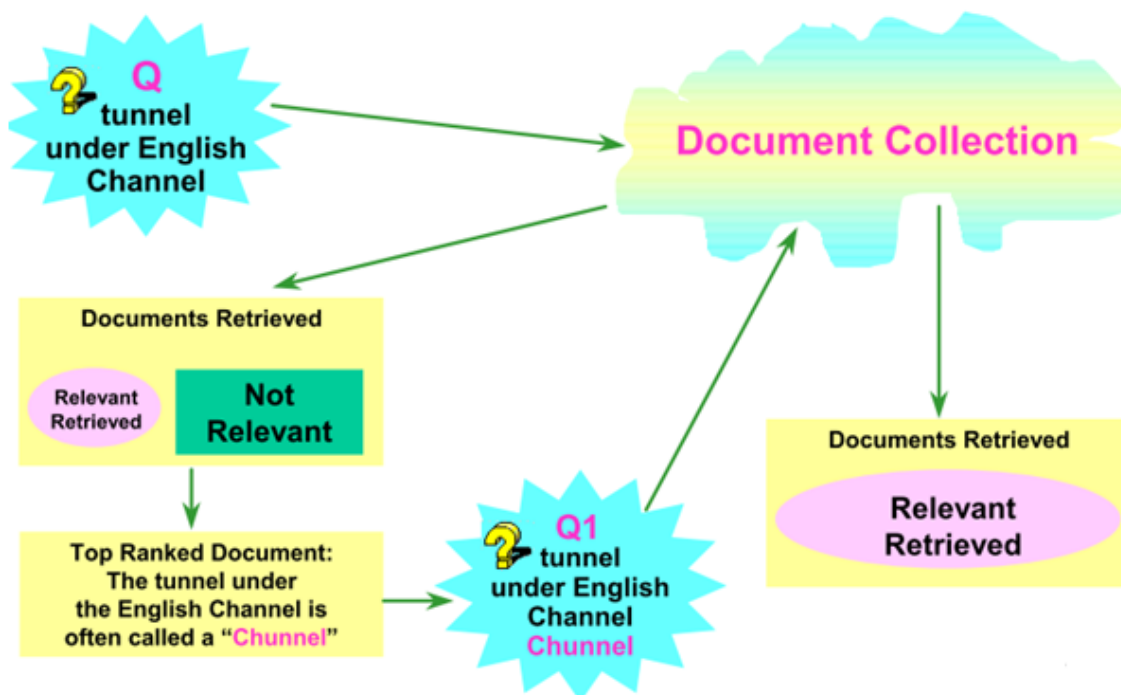 Q
tunnel
under English
Channel
Document Collection
Documents Retrieved
Relevant
Retrieved
Not
Relevant
Top Ranked Document:
The tunnel under
the English Channel is
often called a “Chunnel”
Q1
tunnel
under English
Channel
Chunnel
Documents Retrieved
Relevant
Retrieved